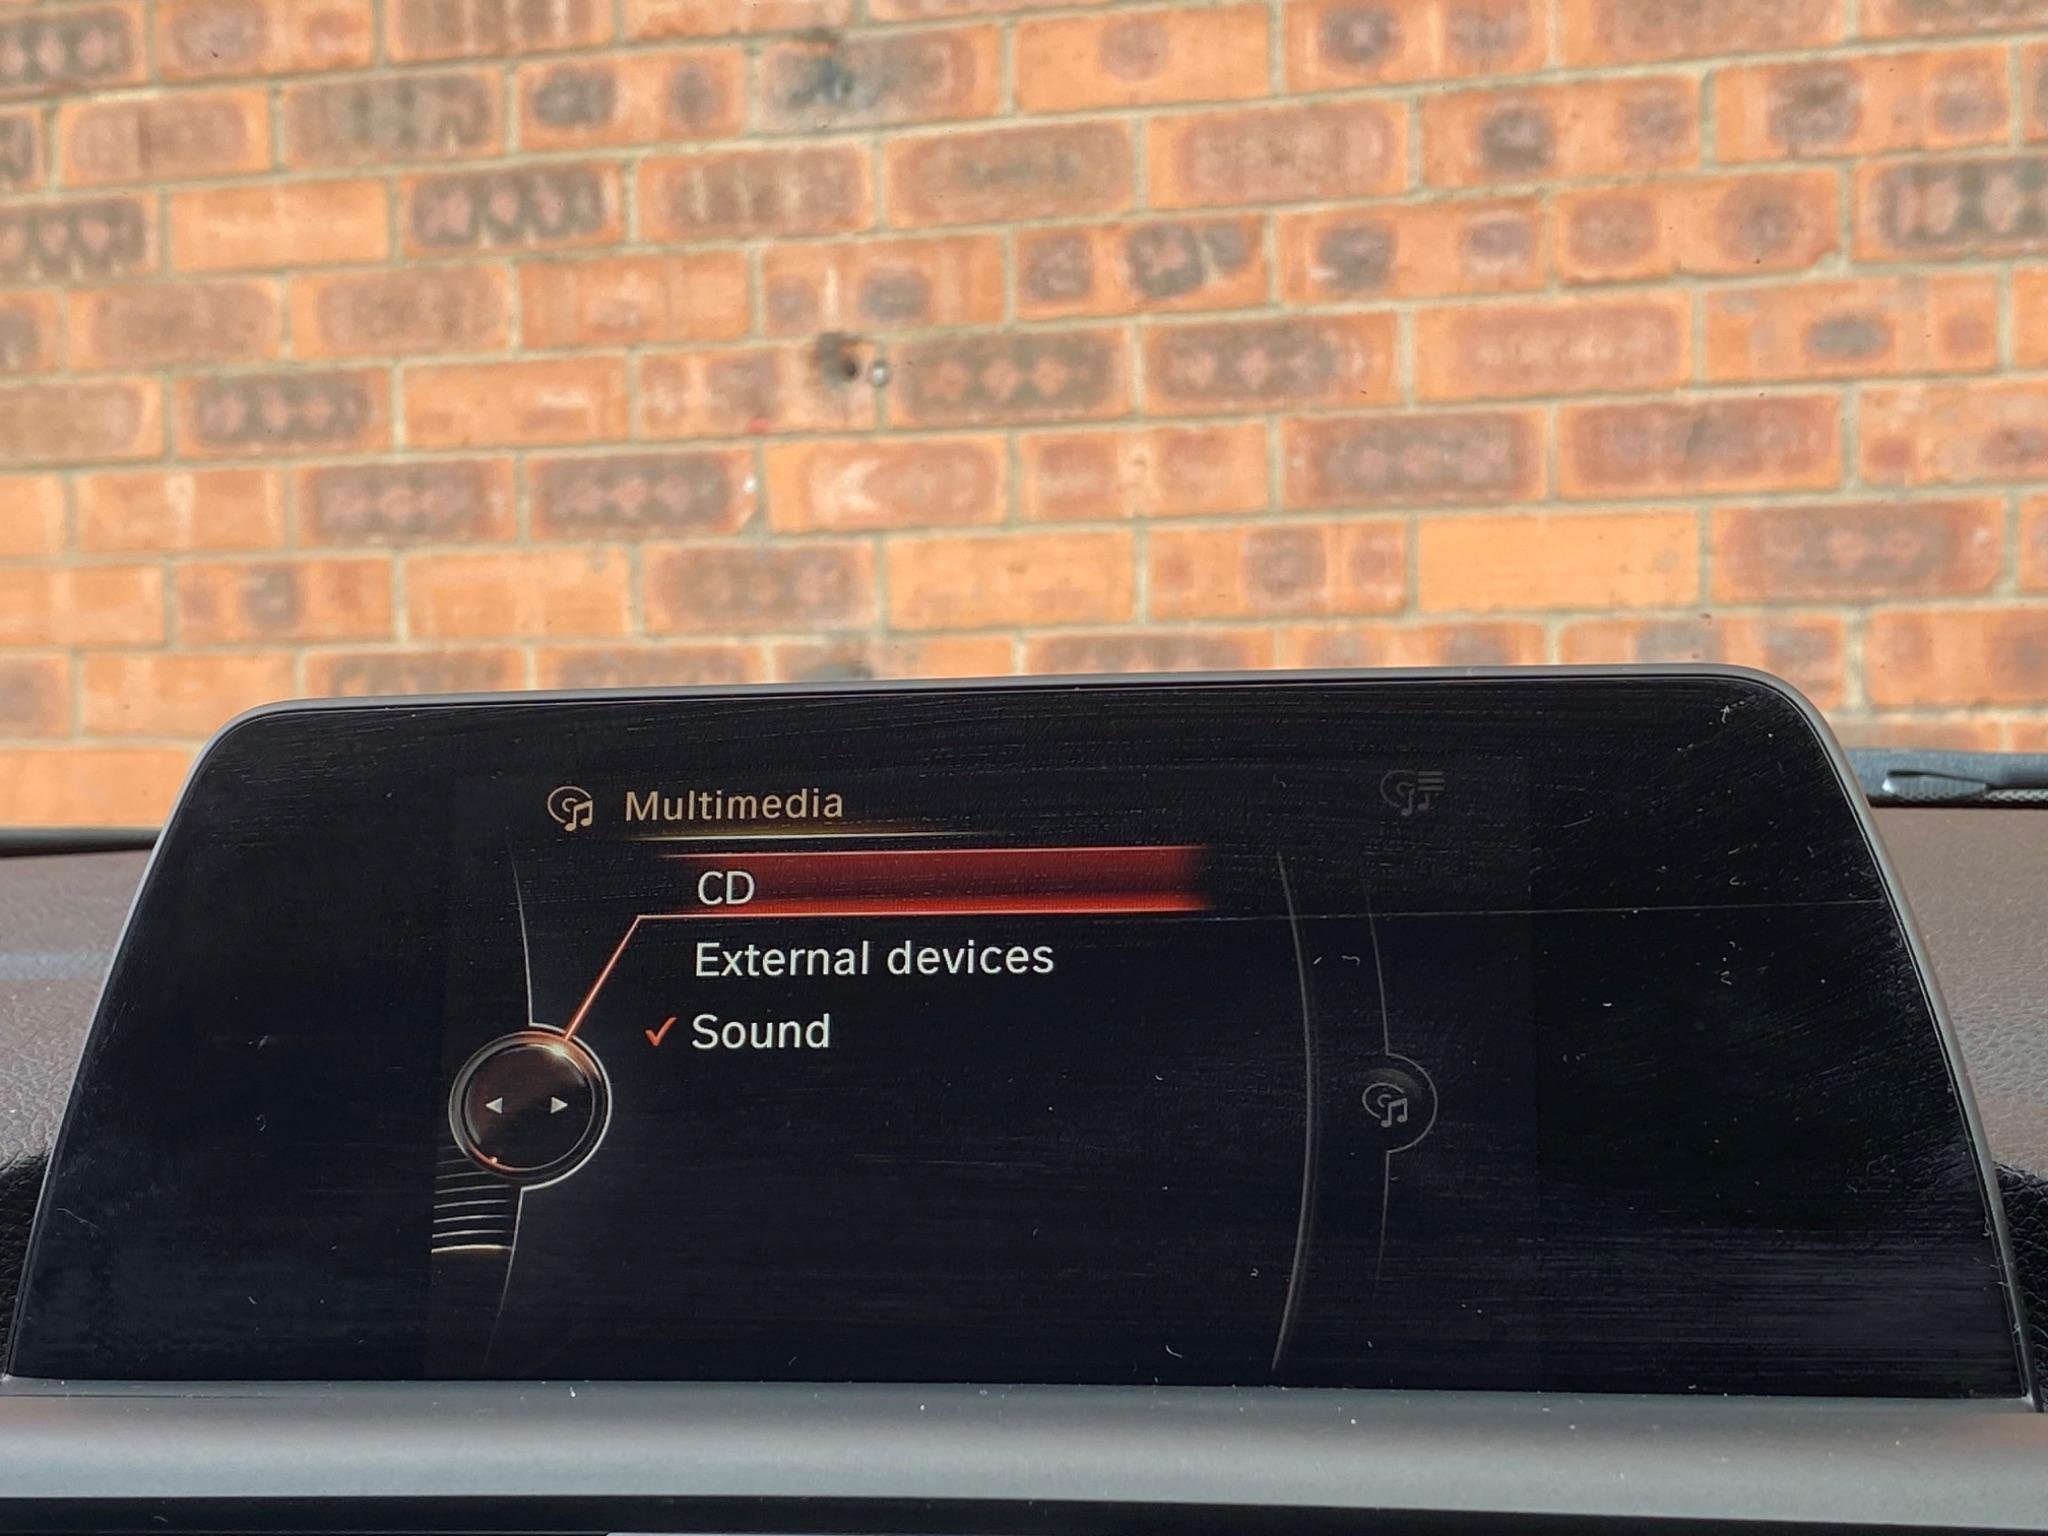 Multimedia
CD
External devices
Sound